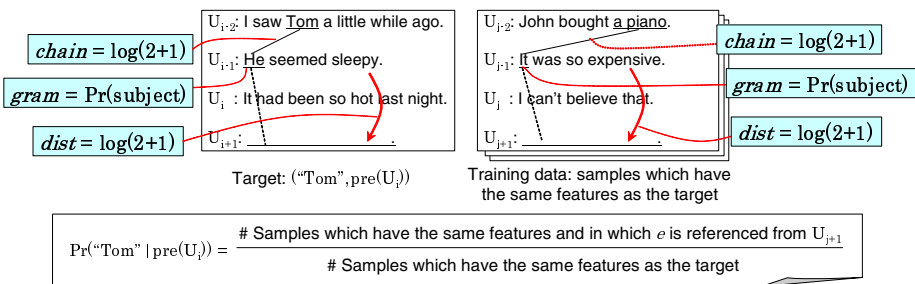 U_{i-2}: I saw Tom a little while ago.
chain = log(2+1)
U_{i-1}: He seemed sleepy.
gram = Pr(subject)
U_i : It had been so hot last night.
dist = log(2+1)
U_{i+1}: .
Target: (“Tom”, pre(U_i))
U_{j-2}: John bought a piano.
chain = log(2+1)
U_{j-1}: It was so expensive.
gram = Pr(subject)
U_j : I can't believe that.
dist = log(2+1)
U_{j+1}: .
Training data: samples which have
the same features as the target
Pr(“Tom” | pre(U_i)) =
# Samples which have the same features and in which e is referenced from U_{j+1}
# Samples which have the same features as the target